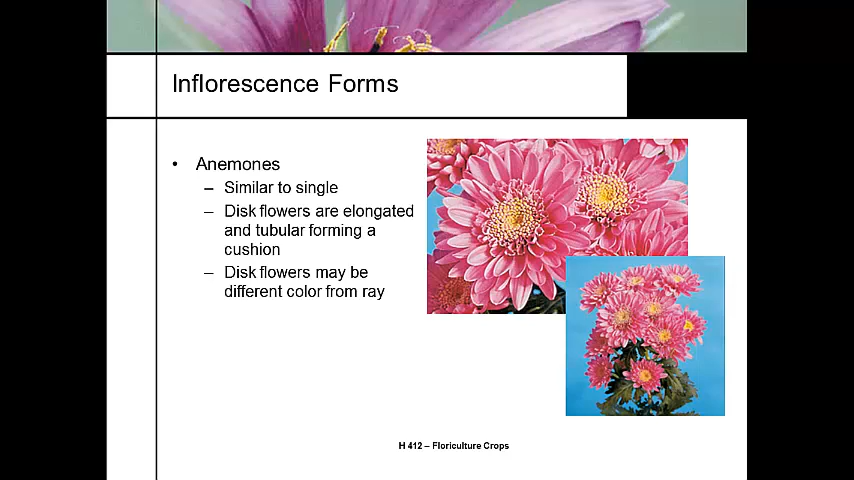 Inflorescence Forms
• Anemones
– Similar to single
– Disk flowers are elongated
and tubular forming a
cushion
– Disk flowers may be
different color from ray
H 412 – Floriculture Crops